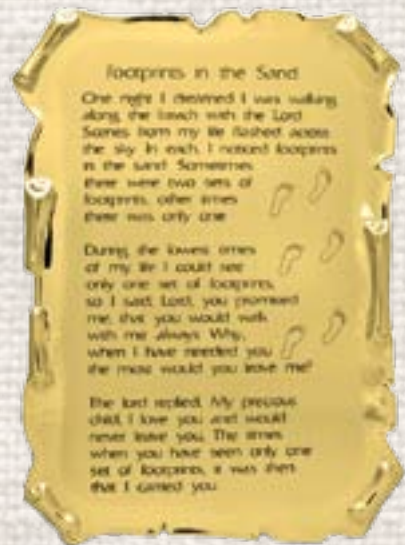 Footprints in the Sand
One night I dreamed I was walking
along the beach with the Lord
Scenes from my life flashed across
the sky. In each, I noticed footprints
in the sand. Sometimes
there were two sets of
footprints, other times
there was only one
During the lowest times
of my life I could see
only one set of footprints,
so I said, Lord, you promised
me, that you would walk
with me always. Why,
when I have needed you
the most would you leave me?
The lord replied, My precious
child, I love you and would
never leave you. The times
when you have seen only one
set of footprints, it was then
that I carried you